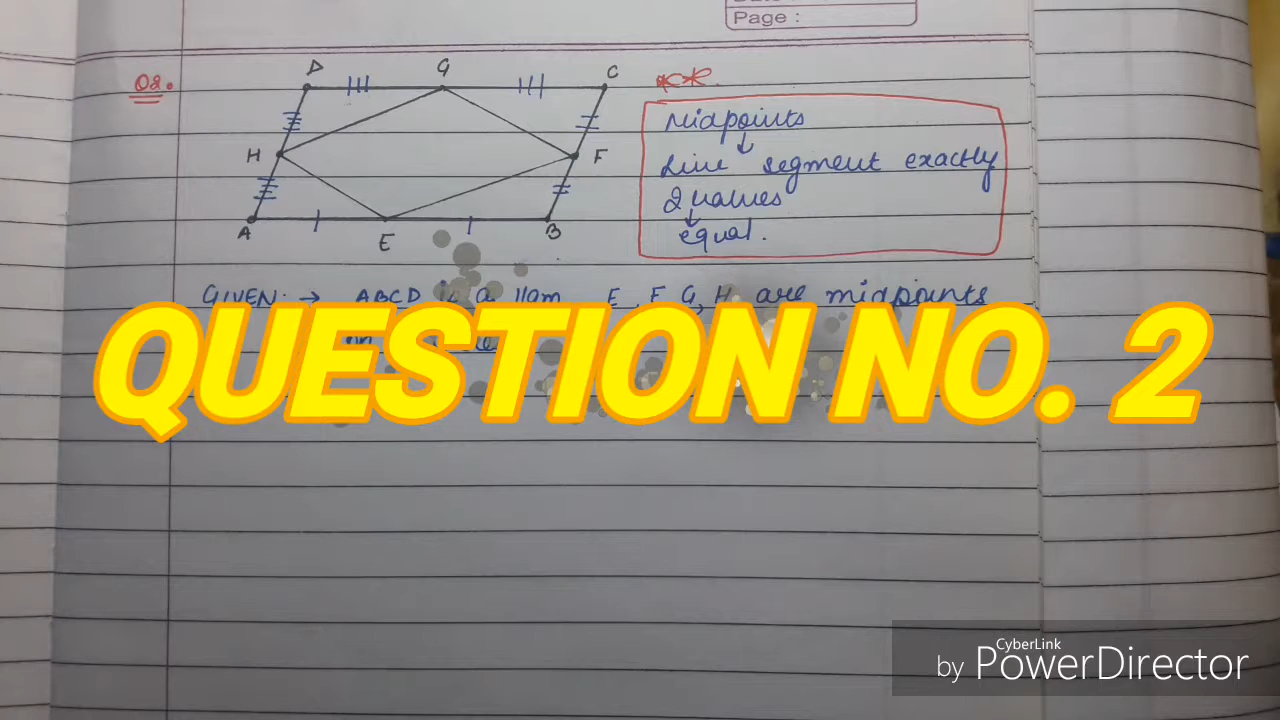 Page :
Q2.
D G C
H F
A E B
midpoints
↓
Line segment exactly
2 values
↓
equal.
GIVEN: → ABCD is a llgm E, F, G, H are midpoints
QUESTION NO. 2
CyberLink
by PowerDirector